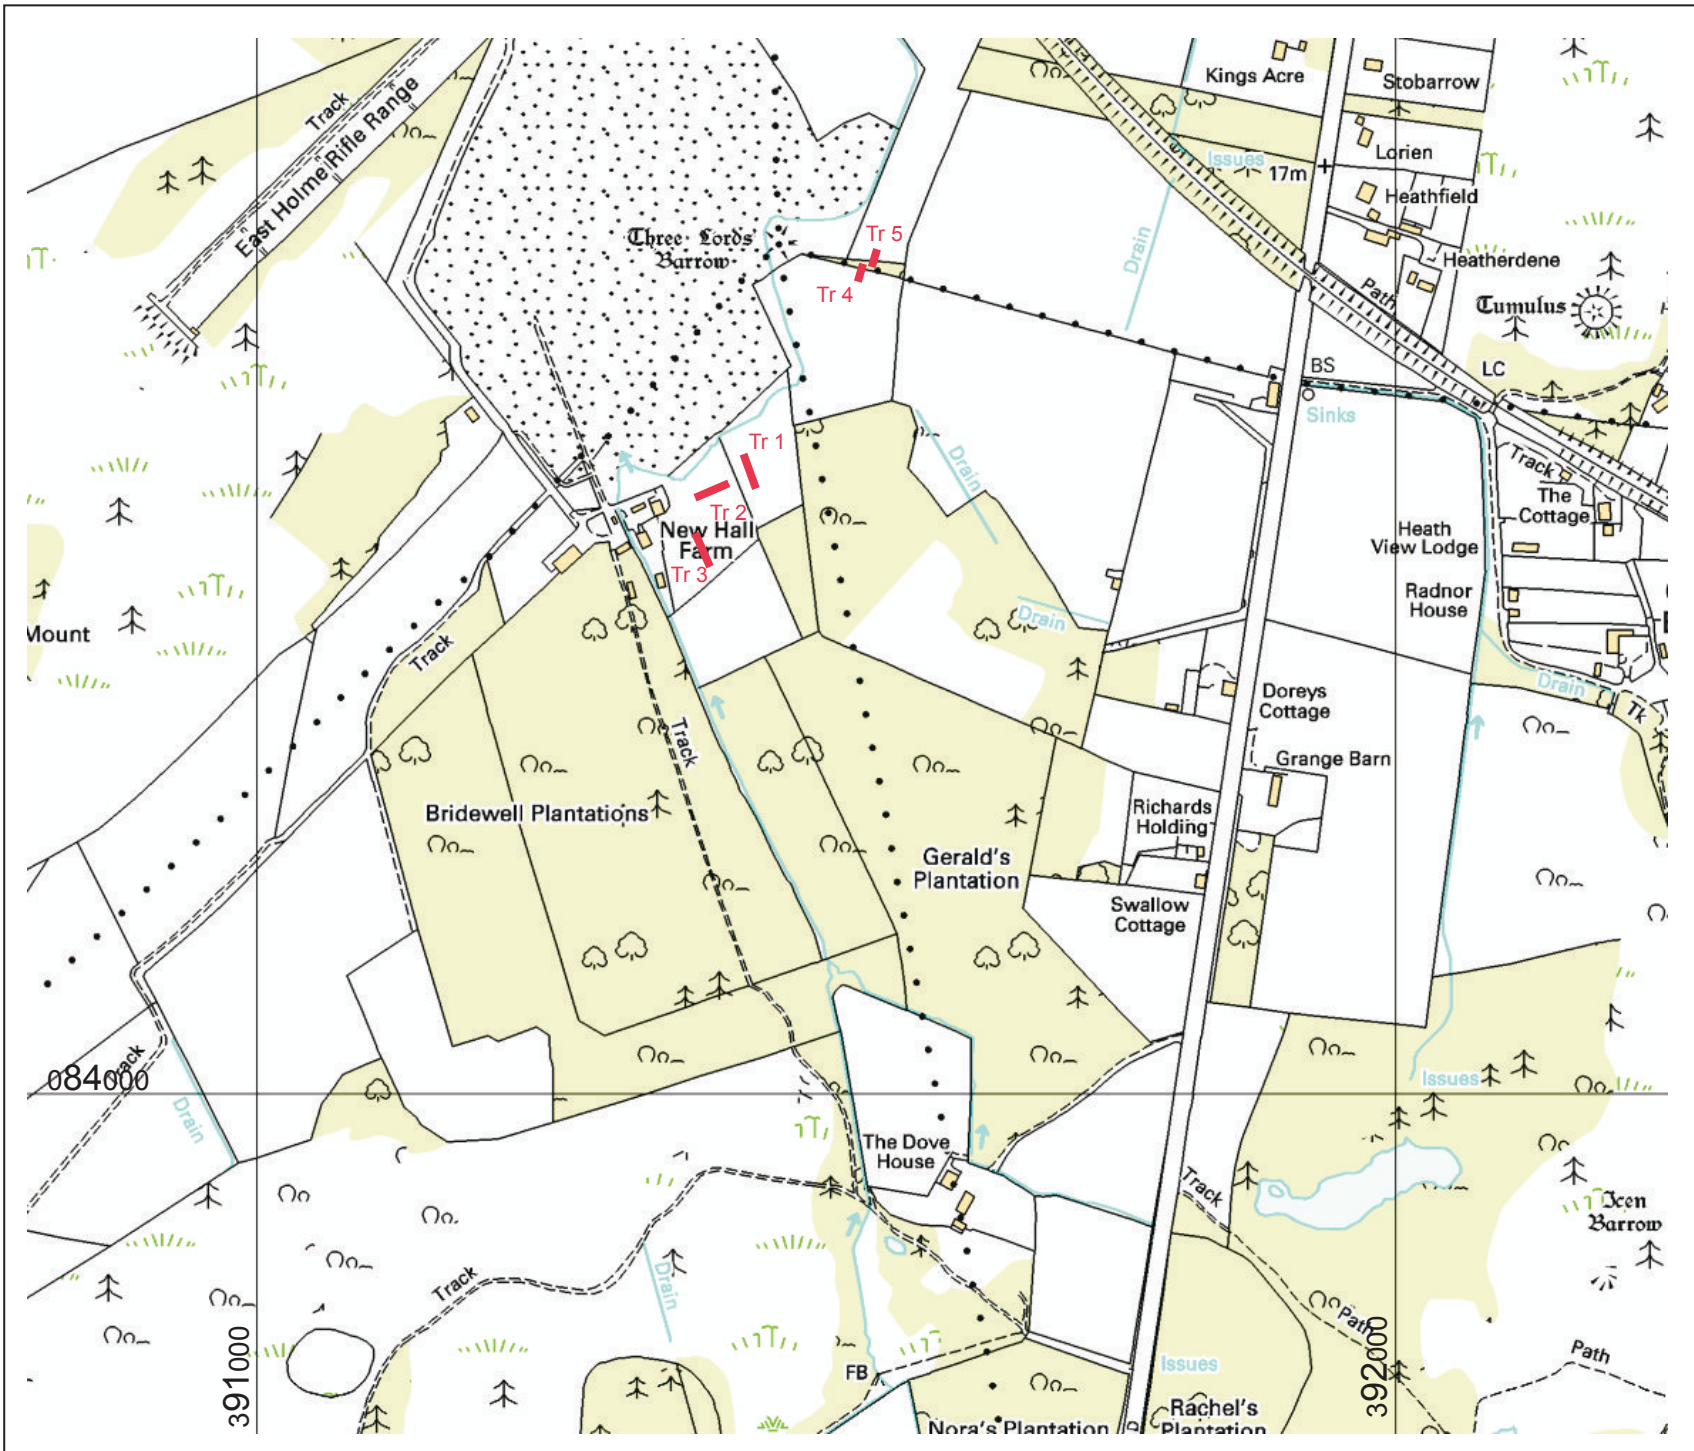 Kings Acre
Stobarrow
Track
East Holme Rifle Range
Issues
17m
Lorien
Heathfield
Three Lords'
Barrow
Tr 5
Tr 4
Drain
Heatherdene
Path
Tumulus
BS
LC
Sinks
Tr 1
Drain
Track
The
Cottage
Tr 2
New Hall
Farm
Tr 3
Heath
View Lodge
Radnor
House
Drain
Mount
Track
Drain
Tk
Doreys
Cottage
Track
Grange Barn
Bridewell Plantations
Richards
Holding
Gerald's
Plantation
Swallow
Cottage
Track
084000
Issues
Drain
The Dove
House
Track
Icen
Barrow
Track
Drain
Path
Path
391000
392000
FB
Issues
Nora's Plantation
Rachel's
Plantation
D